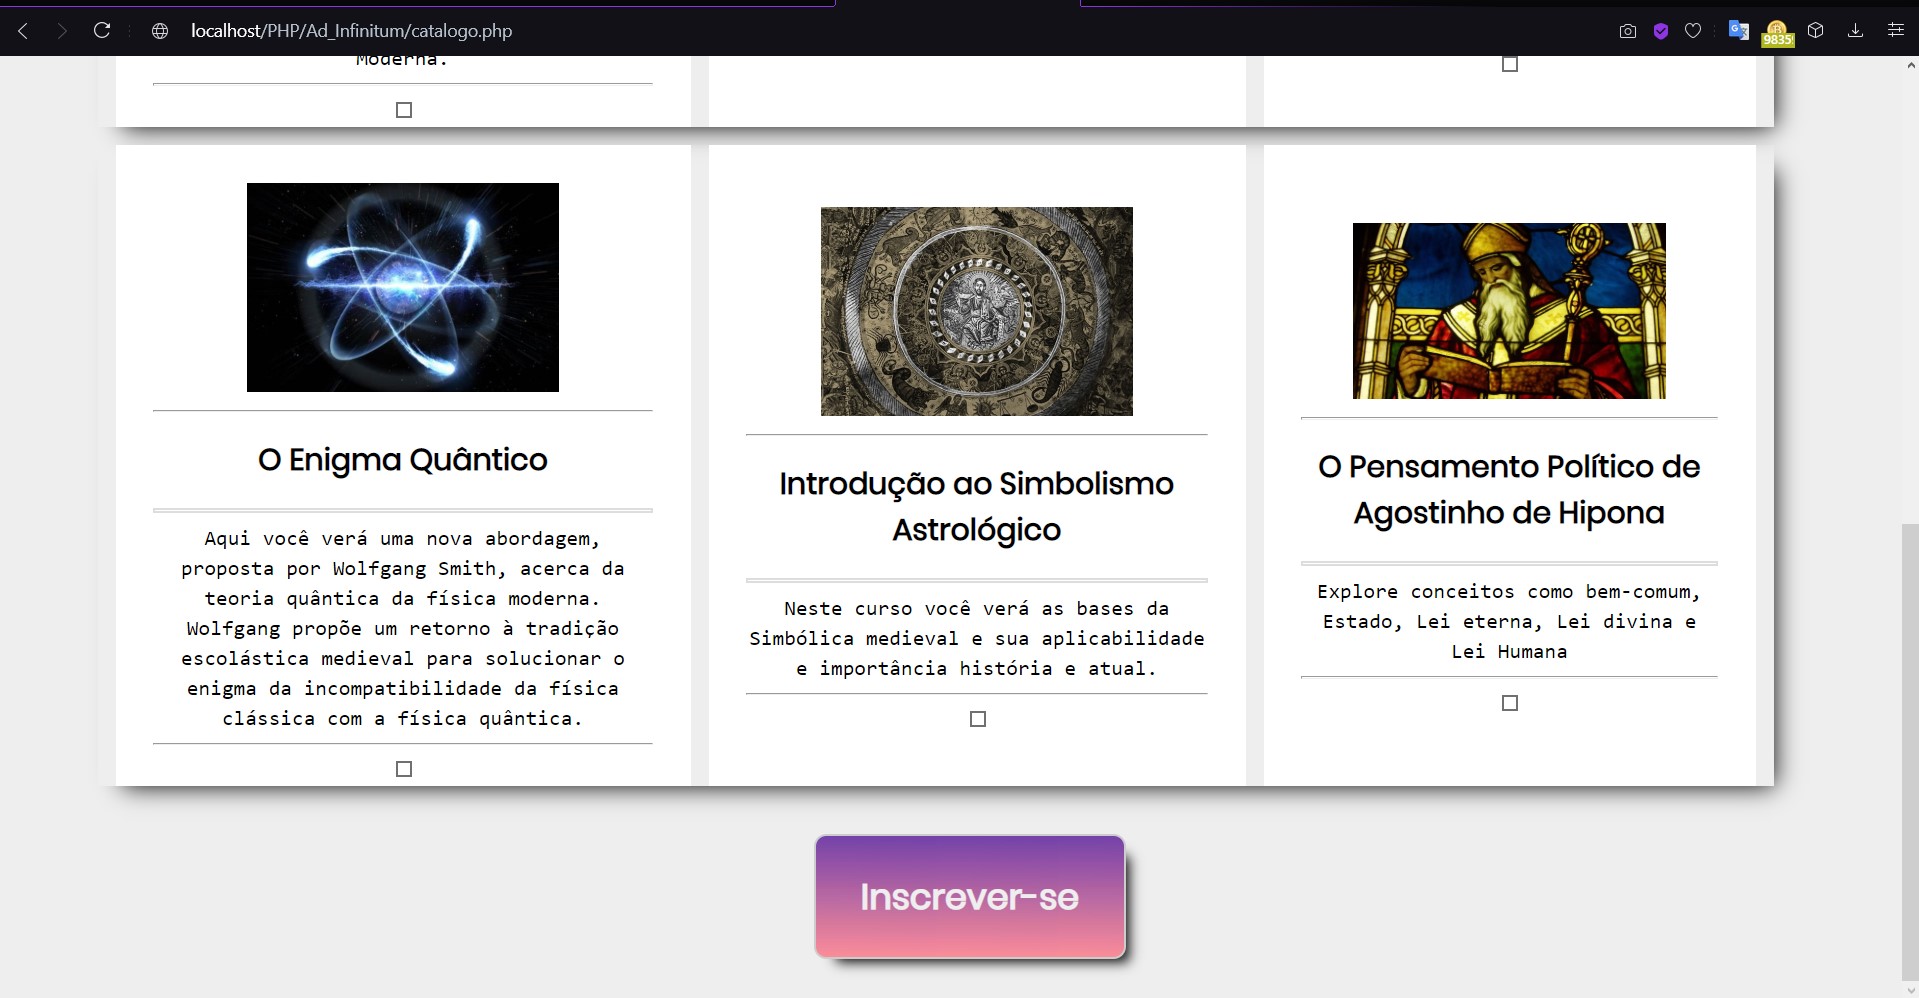 localhost/PHP/Ad_Infinitum/catalogo.php
9835
Moderna.
O Enigma Quântico
Aqui você verá uma nova abordagem,
proposta por Wolfgang Smith, acerca da
teoria quântica da física moderna.
Wolfgang propõe um retorno à tradição
escolástica medieval para solucionar o
enigma da incompatibilidade da física
clássica com a física quântica.
Introdução ao Simbolismo
Astrológico
Neste curso você verá as bases da
Simbólica medieval e sua aplicabilidade
e importância história e atual.
O Pensamento Político de
Agostinho de Hipona
Explore conceitos como bem-comum,
Estado, Lei eterna, Lei divina e
Lei Humana
Inscrever-se